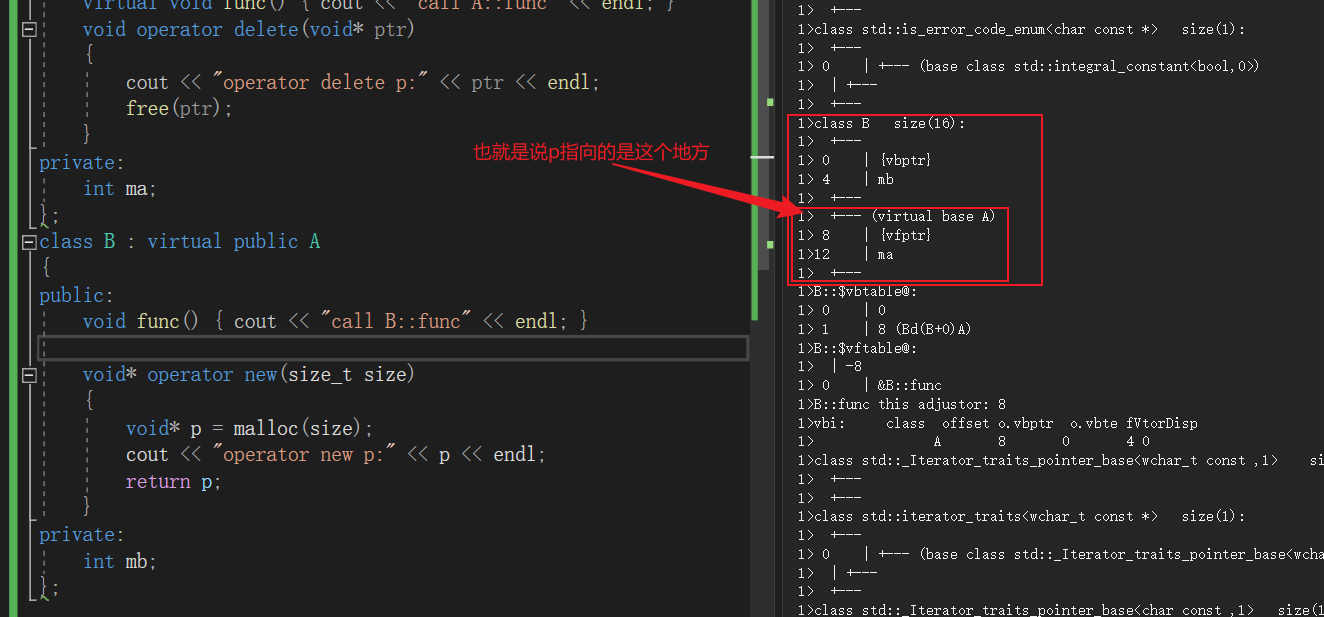 virtual void func() { cout << "call A::func" << endl; }
void operator delete(void* ptr)
{
cout << "operator delete p:" << ptr << endl;
free(ptr);
}
private:
int ma;
};
class B : virtual public A
{
public:
void func() { cout << "call B::func" << endl; }
void* operator new(size_t size)
{
void* p = malloc(size);
cout << "operator new p:" << p << endl;
return p;
}
private:
int mb;
};
也就是说p指向的是这个地方
1> +---
1>class std::is_error_code_enum<char const *> size(1):
1> +---
1> 0 | +--- (base class std::integral_constant<bool,0>)
1> | +---
1> +---
1>class B size(16):
1> +---
1> 0 | {vbptr}
1> 4 | mb
1> +---
1> +--- (virtual base A)
1> 8 | {vfptr}
1>12 | ma
1> +---
1>B::$vbtable@:
1> 0 | 0
1> 1 | 8 (Bd(B+0)A)
1>B::$vftable@:
1> | -8
1> 0 | &B::func
1>B::func this adjustor: 8
1>vbi: class offset o.vbptr o.vbte fVtorDisp
1> A 8 0 4 0
1>class std::_Iterator_traits_pointer_base<wchar_t const ,1> si
1> +---
1> +---
1>class std::iterator_traits<wchar_t const *> size(1):
1> +---
1> 0 | +--- (base class std::_Iterator_traits_pointer_base<wcha
1> | +---
1> +---
1>class std::_Iterator_traits_pointer_base<char const ,1> size(1